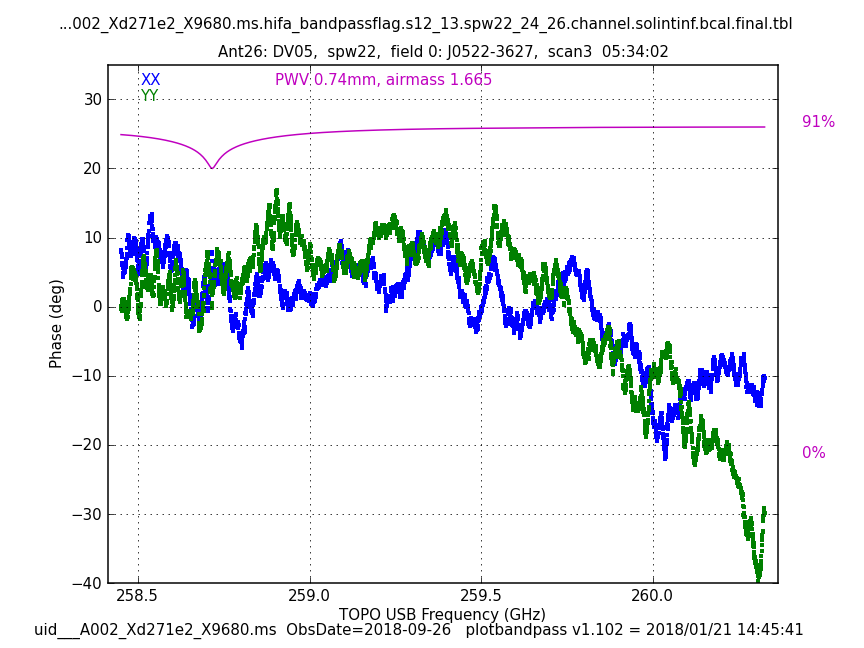 ...002_Xd271e2_X9680.ms.hifa_bandpassflag.s12_13.spw22_24_26.channel.solintinf.bcal.final.tbl
Ant26: DV05,  spw22,  field 0: J0522-3627,  scan3  05:34:02
XX
PWV 0.74mm, airmass 1.665
YY
30
91%
20
10
0
−10
−20
0%
−30
−40
Phase (deg)
258.5 259.0 259.5 260.0
TOPO USB Frequency (GHz)
uid___A002_Xd271e2_X9680.ms  ObsDate=2018-09-26   plotbandpass v1.102 = 2018/01/21 14:45:41